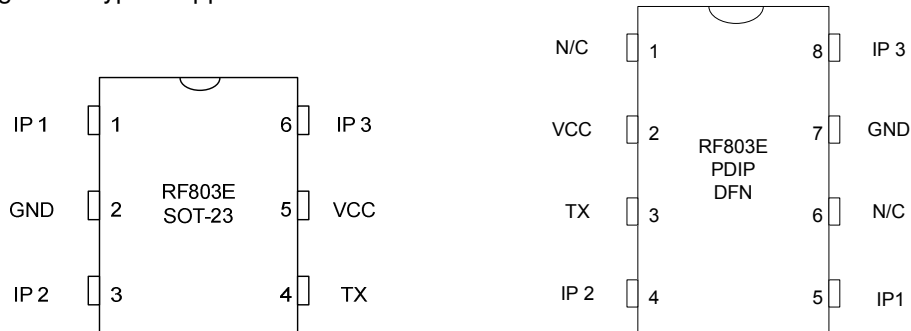 N/C 1 8 IP 3
IP 1 1 6 IP 3
VCC 2 7 GND
RF803E
PDIP
DFN
GND 2 5 VCC
RF803E
SOT-23
TX 3 6 N/C
IP 2 3 4 TX
IP 2 4 5 IP1